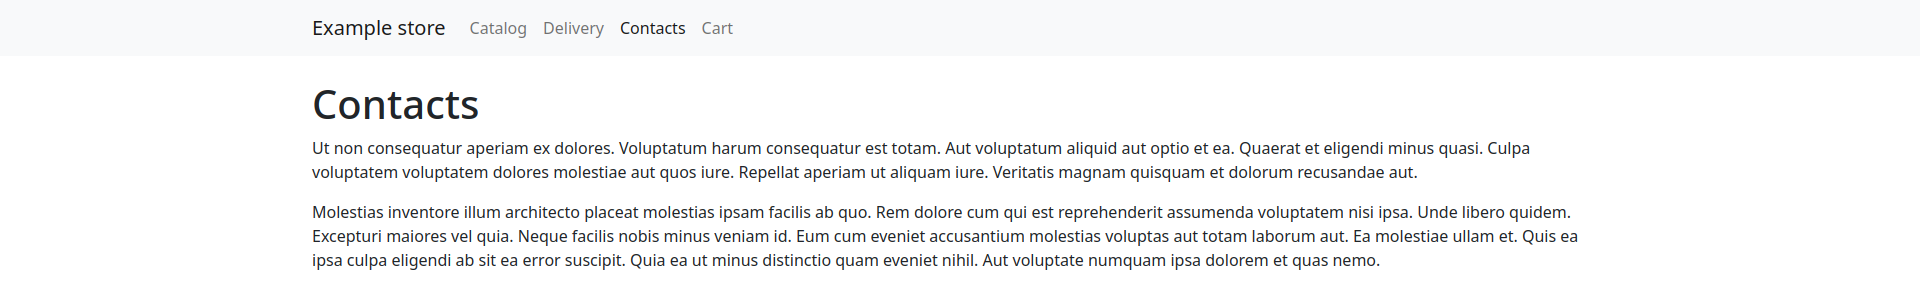 Example store Catalog Delivery Contacts Cart
Contacts
Ut non consequatur aperiam ex dolores. Voluptatum harum consequatur est totam. Aut voluptatum aliquid aut optio et ea. Quaerat et eligendi minus quasi. Culpa
voluptatem voluptatem dolores molestiae aut quos iure. Repellat aperiam ut aliquam iure. Veritatis magnam quisquam et dolorum recusandae aut.
Molestias inventore illum architecto placeat molestias ipsam facilis ab quo. Rem dolore cum qui est reprehenderit assumenda voluptatem nisi ipsa. Unde libero quidem.
Excepturi maiores vel quia. Neque facilis nobis minus veniam id. Eum cum eveniet accusantium molestias voluptas aut totam laborum aut. Ea molestiae ullam et. Quis ea
ipsa culpa eligendi ab sit ea error suscipit. Quia ea ut minus distinctio quam eveniet nihil. Aut voluptate numquam ipsa dolorem et quas nemo.